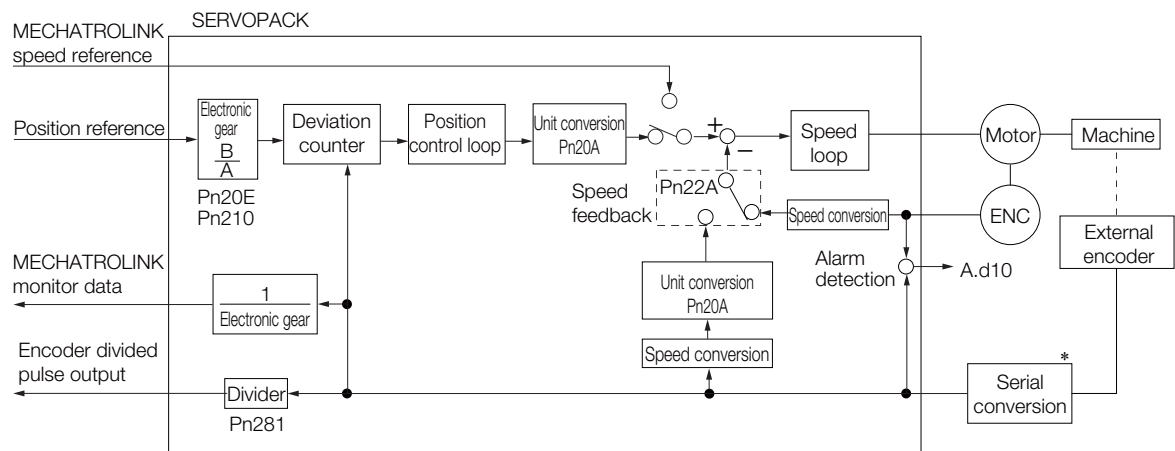 SERVOPACK
MECHATROLINK
speed reference
Position reference
Electronic
gear
B
A
Pn20E
Pn210
Deviation
counter
Position
control loop
Unit conversion
Pn20A
+
−
Speed
loop
Motor
Machine
Speed
feedback
Pn22A
Speed conversion
ENC
External
encoder
Alarm
detection
A.d10
MECHATROLINK
monitor data
1
Electronic gear
Unit conversion
Pn20A
Speed conversion
Encoder divided
pulse output
Divider
Pn281
*
Serial
conversion